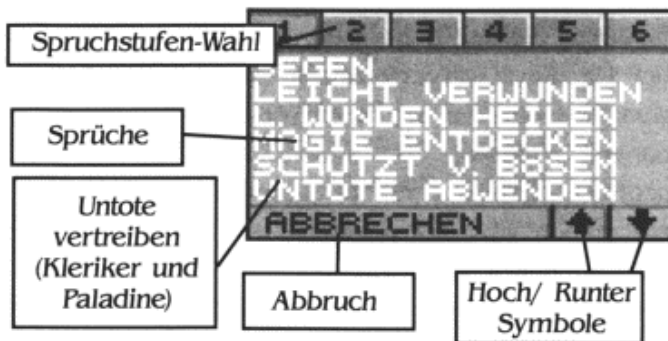 Spruchstufen-Wahl
1 2 3 4 5 6
SEGEN
LEICHT VERWUNDEN
L. WUNDEN HEILEN
MAGIE ENTDECKEN
SCHÜTZT V. BÖSEM
UNTOTE ABWENDEN
ABBRECHEN
Sprüche
Untote
vertreiben
(Kleriker und
Paladine)
Abbruch
Hoch/ Runter
Symbole